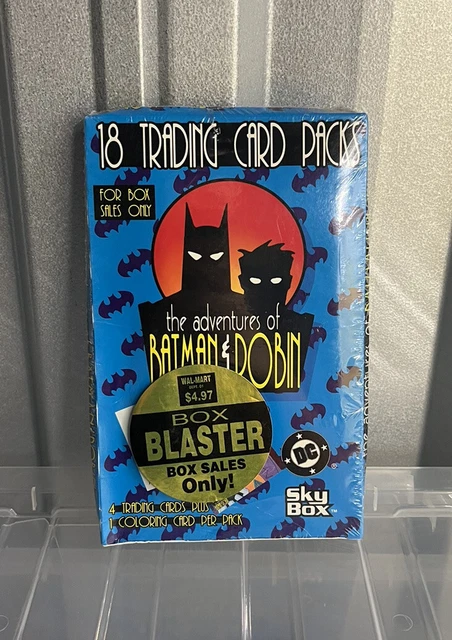 18 TRADING CARD PACKS
FOR BOX
SALES ONLY
the adventures of
BATMAN &
ROBIN
WAL-MART
$4.97
BOX
BLASTER
BOX SALES
Only!
DC
®
Sky
Box™
4 TRADING CARDS PLUS
1 COLORING CARD PER PACK